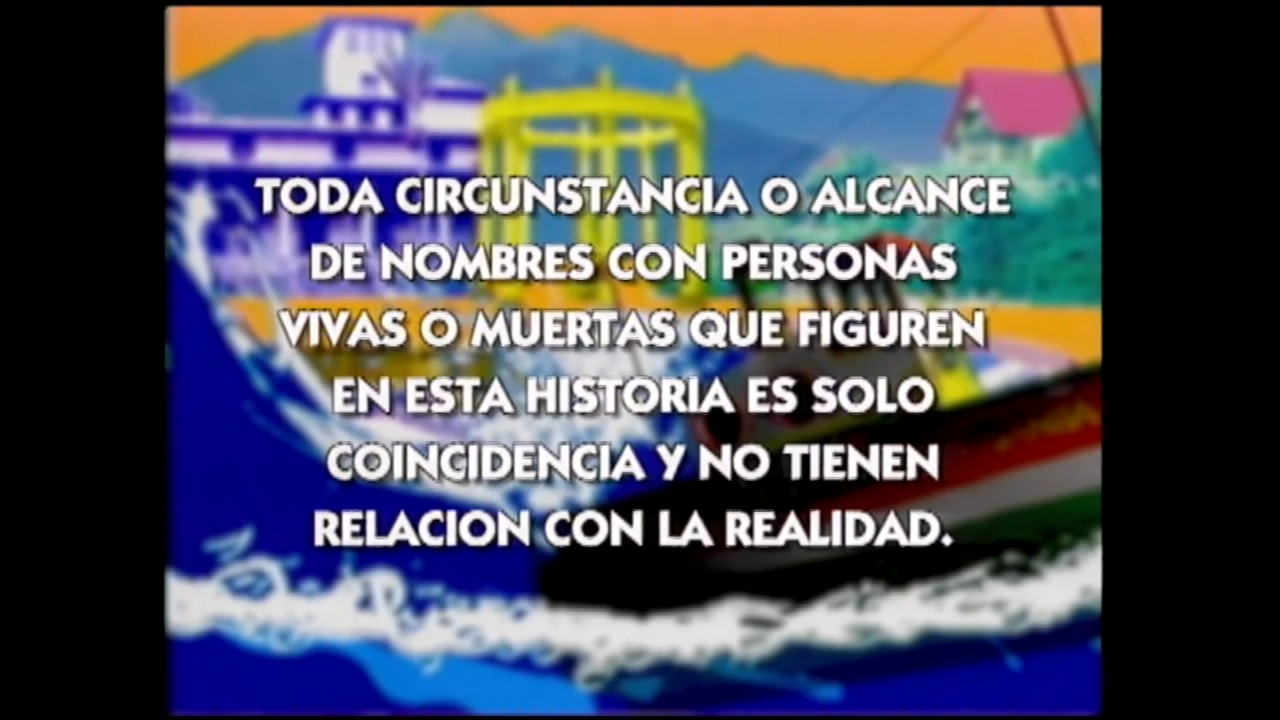 TODA CIRCUNSTANCIA O ALCANCE
DE NOMBRES CON PERSONAS
VIVAS O MUERTAS QUE FIGUREN
EN ESTA HISTORIA ES SOLO
COINCIDENCIA Y NO TIENEN
RELACION CON LA REALIDAD.